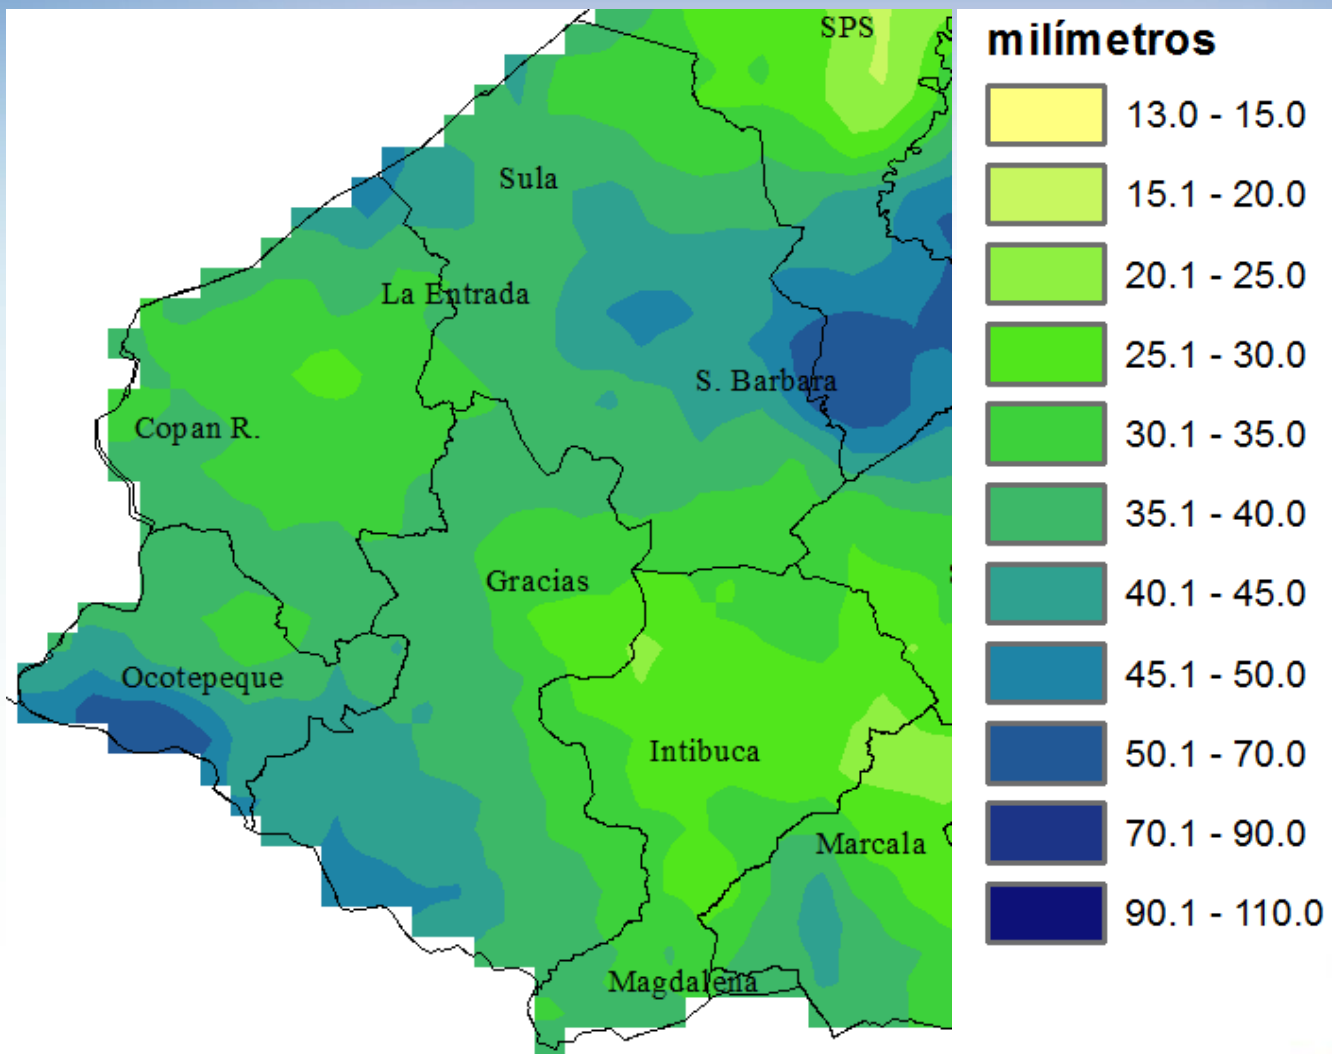 SPS
Sula
La Entrada
S. Barbara
Copan R.
Gracias
Ocotepeque
Intibuca
Marcala
Magdalena
milímetros
13.0 - 15.0
15.1 - 20.0
20.1 - 25.0
25.1 - 30.0
30.1 - 35.0
35.1 - 40.0
40.1 - 45.0
45.1 - 50.0
50.1 - 70.0
70.1 - 90.0
90.1 - 110.0